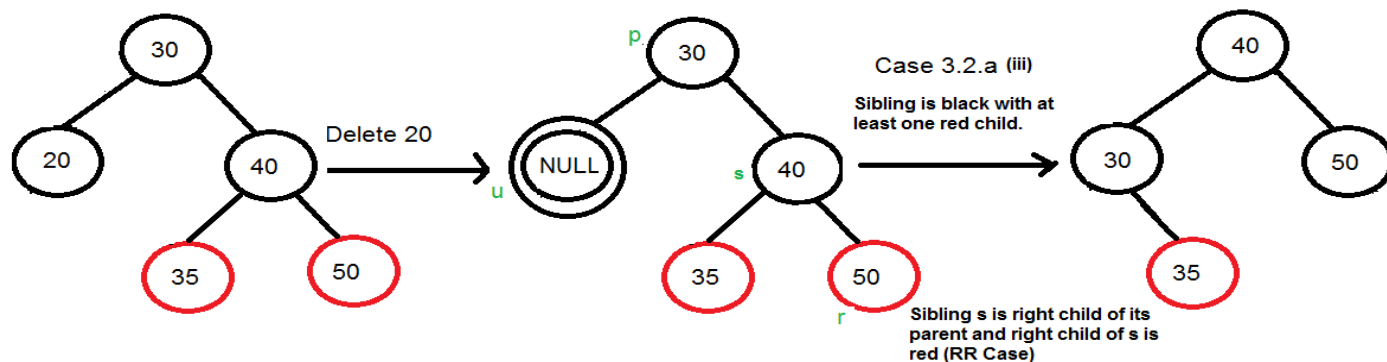 30
20
40
35
50
Delete 20
p
30
NULL
u
s
40
35
50
r
Case 3.2.a (iii)
Sibling is black with at
least one red child.
Sibling s is right child of its
parent and right child of s is
red (RR Case)
40
30
50
35